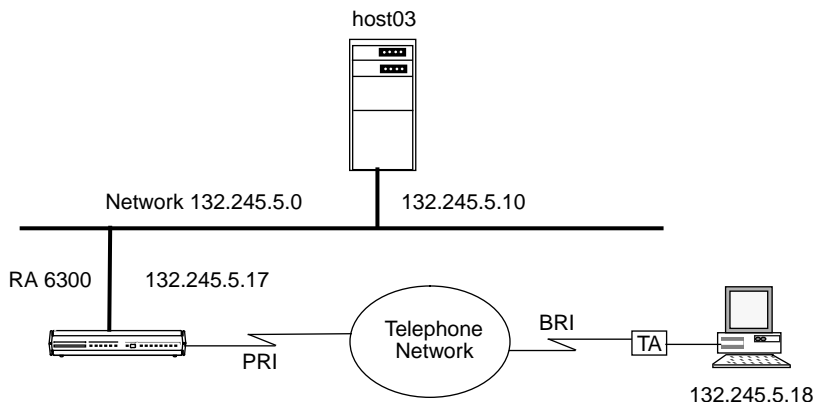 host03
Network 132.245.5.0
132.245.5.10
RA 6300
132.245.5.17
PRI
Telephone
Network
BRI
TA
132.245.5.18